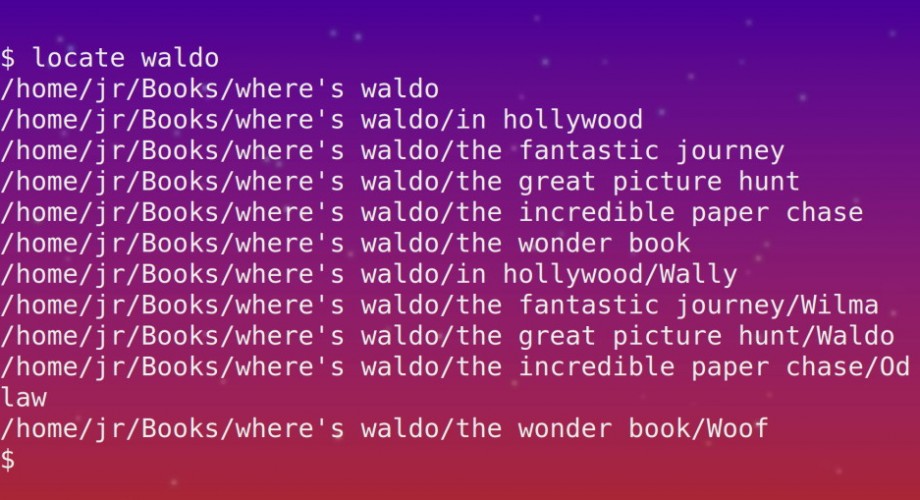 $ locate waldo
/home/jr/Books/where's waldo
/home/jr/Books/where's waldo/in hollywood
/home/jr/Books/where's waldo/the fantastic journey
/home/jr/Books/where's waldo/the great picture hunt
/home/jr/Books/where's waldo/the incredible paper chase
/home/jr/Books/where's waldo/the wonder book
/home/jr/Books/where's waldo/in hollywood/Wally
/home/jr/Books/where's waldo/the fantastic journey/Wilma
/home/jr/Books/where's waldo/the great picture hunt/Waldo
/home/jr/Books/where's waldo/the incredible paper chase/Od
law
/home/jr/Books/where's waldo/the wonder book/Woof
$